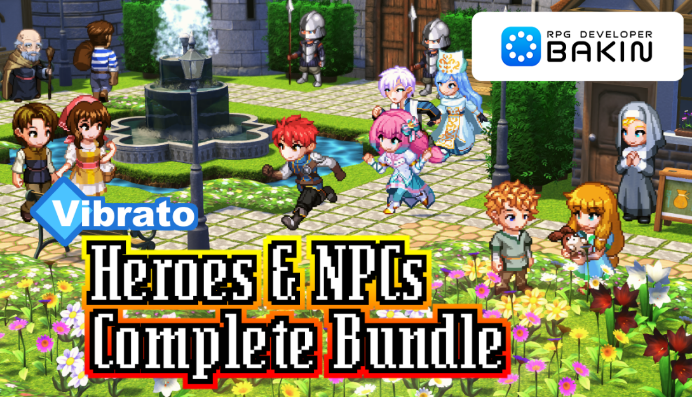 RPG DEVELOPER
BAKIN
Vibrato
Heroes & NPCs
Complete Bundle